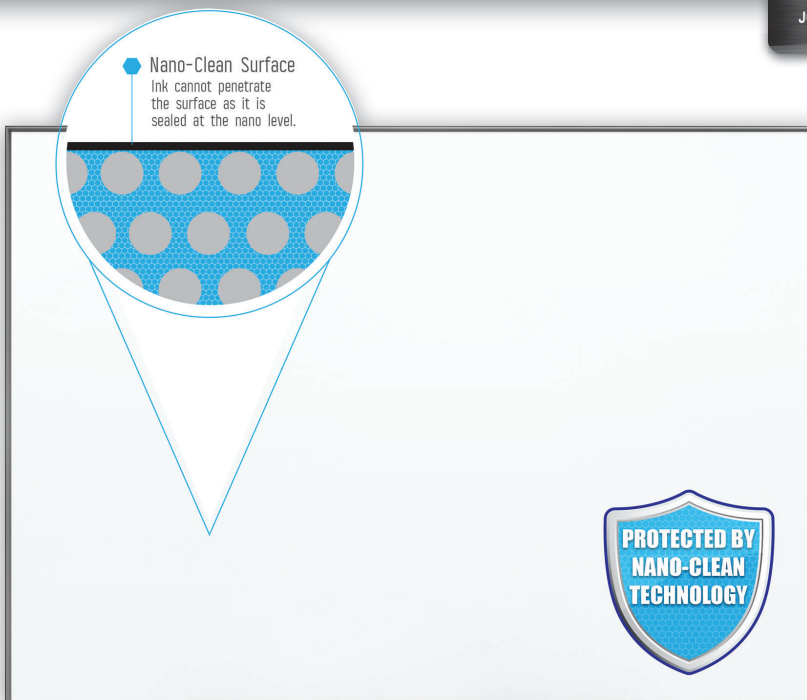 Nano-Clean Surface
Ink cannot penetrate
the surface as it is
sealed at the nano level.
PROTECTED BY
NANO-CLEAN
TECHNOLOGY